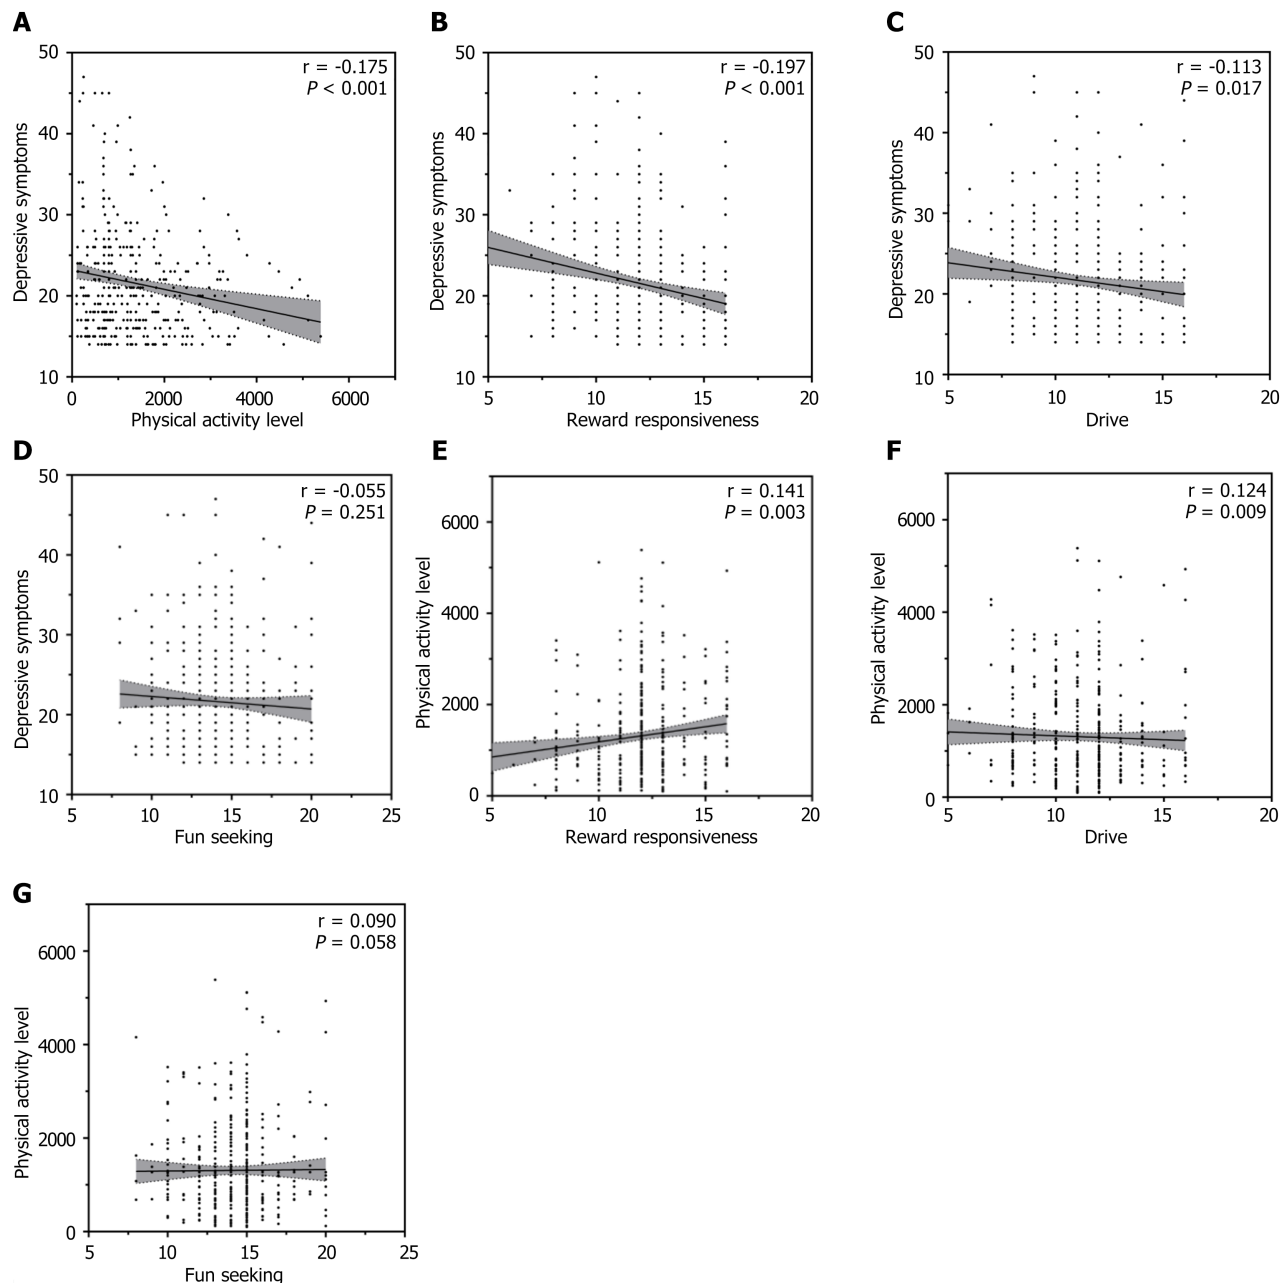 A
B
C
r = -0.175
P < 0.001
r = -0.197
P < 0.001
r = -0.113
P = 0.017
Depressive symptoms
50
40
30
20
10
0 2000 4000 6000
Physical activity level
Depressive symptoms
50
40
30
20
10
5 10 15 20
Reward responsiveness
Depressive symptoms
50
40
30
20
10
5 10 15 20
Drive
D
E
F
r = -0.055
P = 0.251
r = 0.141
P = 0.003
r = 0.124
P = 0.009
Depressive symptoms
50
40
30
20
10
5 10 15 20 25
Fun seeking
Physical activity level
6000
4000
2000
0
5 10 15 20
Reward responsiveness
Physical activity level
6000
4000
2000
0
5 10 15 20
Drive
G
r = 0.090
P = 0.058
Physical activity level
6000
4000
2000
0
5 10 15 20 25
Fun seeking